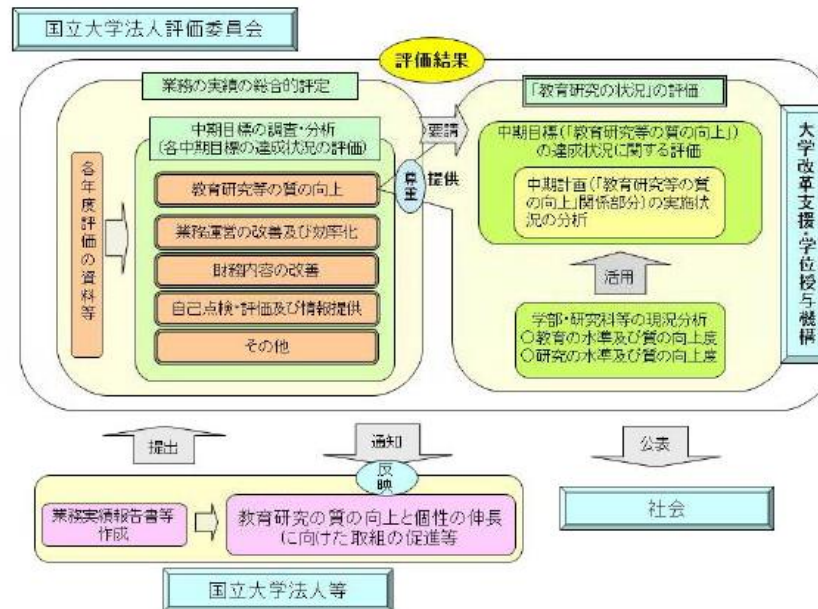 国立大学法人評価委員会
評価結果
業務の実績の総合的評定
中期目標の調査・分析
(各中期目標の達成状況の評価)
各年度評価の資料等
教育研究等の質の向上
業務運営の改善及び効率化
財務内容の改善
自己点検・評価及び情報提供
その他
要請
尊重
提供
「教育研究の状況」の評価
中期目標(「教育研究等の質の向上」)
の達成状況に関する評価
中期計画(「教育研究等の質
の向上」関係部分)の実施状
況の分析
活用
学部・研究科等の現況分析
○教育の水準及び質の向上度
○研究の水準及び質の向上度
大学改革支援・学位授与機構
提出
通知
公表
反映
業務実績報告書等
作成
教育研究の質の向上と個性の伸長
に向けた取組の促進等
社会
国立大学法人等